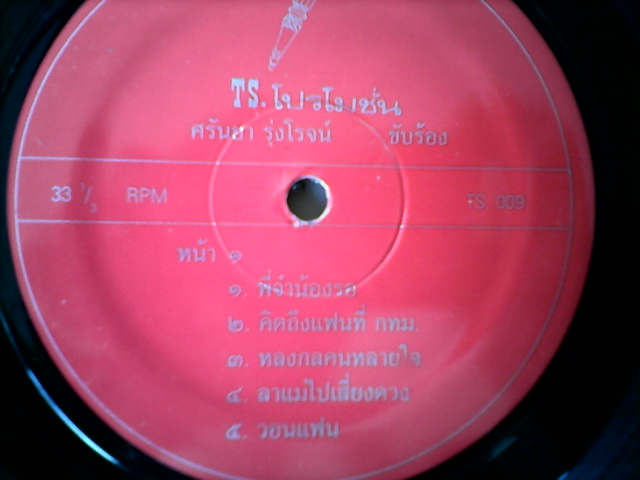 TS. โปรโมชั่น
ศรันยา รุ่งโรจน์ ขับร้อง
33 1/3 RPM TS 009
หน้า ๑
๑. พี่จ๋าน้องรอ
๒. คิดถึงแฟนที่ กทม.
๓. หลงกลคนหลายใจ
๔. ลาแม่ไปเสี่ยงดวง
๕. วอนแฟน